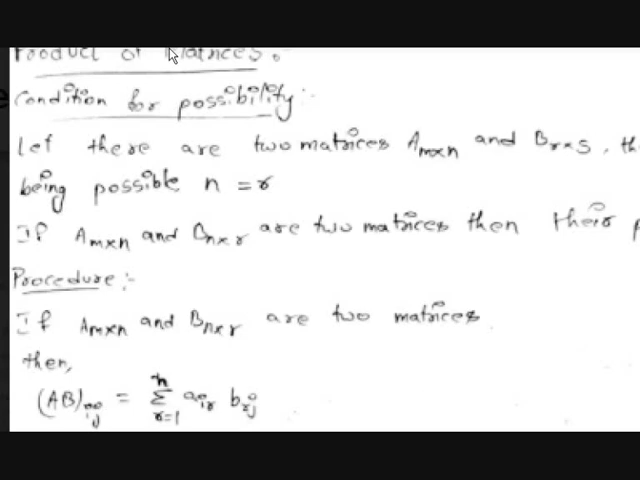 Product of Matrices :-
Condition for possibility :-
Let there are two matrices Amxn and Brxs, th
being possible n = r
If Amxn and Bnxr are two matrices then their p
Procedure :-
If Amxn and Bnxr are two matrices.
then,
(AB)ij = n Σ r=1 air brj